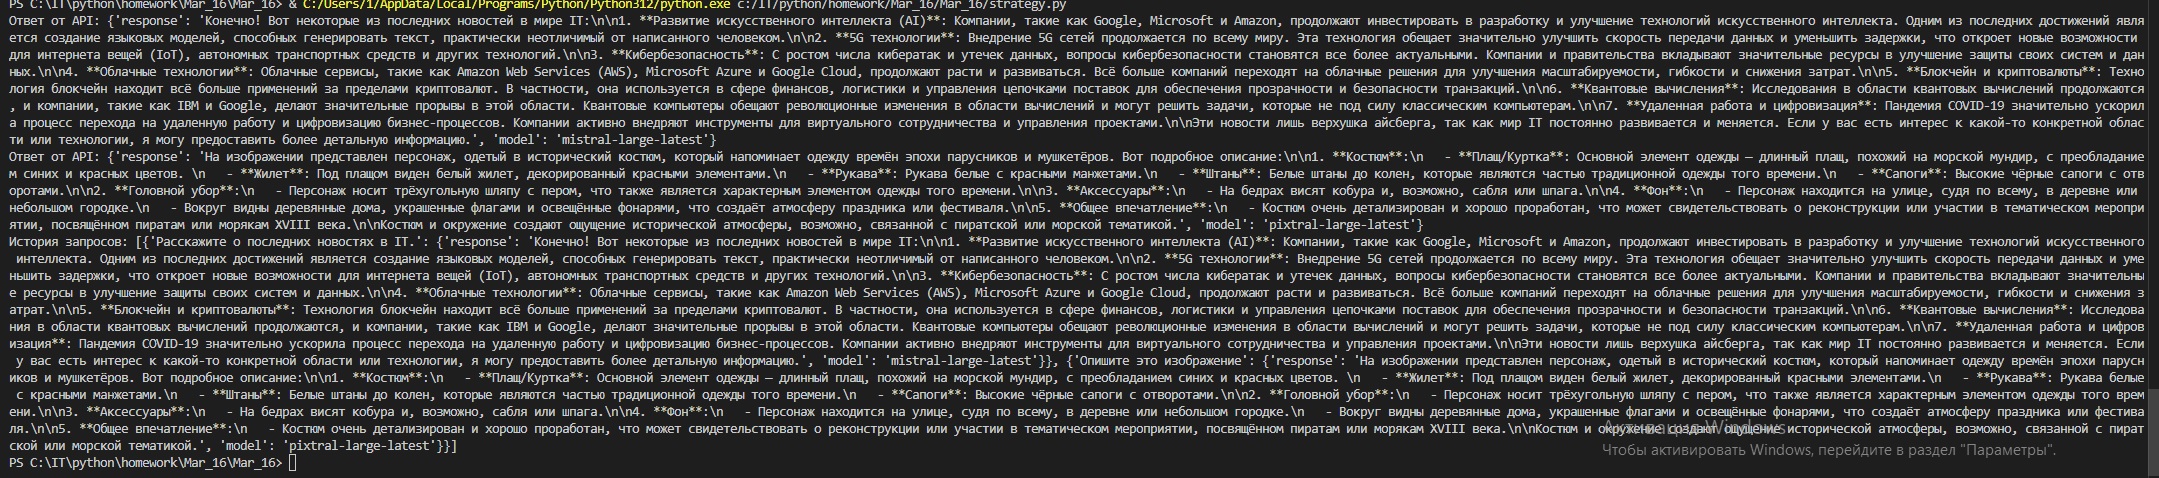 PS C:\IT\python\homework\Mar_16\Mar_16> & C:/Users/1/AppData/Local/Programs/Python/Python312/python.exe c:/IT/python/homework/Mar_16/Mar_16/strategy.py
Ответ от API: {'response': 'Конечно! Вот некоторые из последних новостей в мире IT:\n\n1. **Развитие искусственного интеллекта (AI)**: Компании, такие как Google, Microsoft и Amazon, продолжают инвестировать в разработку и улучшение технологий искусственного интеллекта. Одним из последних достижений явля
ется создание языковых моделей, способных генерировать текст, практически неотличимый от написанного человеком.\n\n2. **5G технологии**: Внедрение 5G сетей продолжается по всему миру. Эта технология обещает значительно улучшить скорость передачи данных и уменьшить задержки, что откроет новые возможности
для интернета вещей (IoT), автономных транспортных средств и других технологий.\n\n3. **Кибербезопасность**: С ростом числа кибератак и утечек данных, вопросы кибербезопасности становятся все более актуальными. Компании и правительства вкладывают значительные ресурсы в улучшение защиты своих систем и дан
ных.\n\n4. **Облачные технологии**: Облачные сервисы, такие как Amazon Web Services (AWS), Microsoft Azure и Google Cloud, продолжают расти и развиваться. Всё больше компаний переходят на облачные решения для улучшения масштабируемости, гибкости и снижения затрат.\n\n5. **Блокчейн и криптовалюты**: Техно
логия блокчейн находит всё больше применений за пределами криптовалют. В частности, она используется в сфере финансов, логистики и управления цепочками поставок для обеспечения прозрачности и безопасности транзакций.\n\n6. **Квантовые вычисления**: Исследования в области квантовых вычислений продолжаются
, и компании, такие как IBM и Google, делают значительные прорывы в этой области. Квантовые компьютеры обещают революционные изменения в области вычислений и могут решить задачи, которые не под силу классическим компьютерам.\n\n7. **Удаленная работа и цифровизация**: Пандемия COVID-19 значительно ускорил
а процесс перехода на удаленную работу и цифровизацию бизнес-процессов. Компании активно внедряют инструменты для виртуального сотрудничества и управления проектами.\n\nЭти новости лишь верхушка айсберга, так как мир IT постоянно развивается и меняется. Если у вас есть интерес к какой-то конкретной облас
ти или технологии, я могу предоставить более детальную информацию.', 'model': 'mistral-large-latest'}
Ответ от API: {'response': 'На изображении представлен персонаж, одетый в исторический костюм, который напоминает одежду времён эпохи парусников и мушкетёров. Вот подробное описание:\n\n1. **Костюм**:\n   - **Плащ/Куртка**: Основной элемент одежды — длинный плащ, похожий на морской мундир, с преобладание
м синих и красных цветов. \n   - **Жилет**: Под плащом виден белый жилет, декорированный красными элементами.\n   - **Рукава**: Рукава белые с красными манжетами.\n   - **Штаны**: Белые штаны до колен, которые являются частью традиционной одежды того времени.\n   - **Сапоги**: Высокие чёрные сапоги с отв
оротами.\n\n2. **Головной убор**:\n   - Персонаж носит трёхугольную шляпу с пером, что также является характерным элементом одежды того времени.\n\n3. **Аксессуары**:\n   - На бедрах висят кобура и, возможно, сабля или шпага.\n\n4. **Фон**:\n   - Персонаж находится на улице, судя по всему, в деревне или
небольшом городке.\n   - Вокруг видны деревянные дома, украшенные флагами и освещённые фонарями, что создаёт атмосферу праздника или фестиваля.\n\n5. **Общее впечатление**:\n   - Костюм очень детализирован и хорошо проработан, что может свидетельствовать о реконструкции или участии в тематическом меропри
ятии, посвящённом пиратам или морякам XVIII века.\n\nКостюм и окружение создают ощущение исторической атмосферы, возможно, связанной с пиратской или морской тематикой.', 'model': 'pixtral-large-latest'}
История запросов: [{'Расскажите о последних новостях в IT.': {'response': 'Конечно! Вот некоторые из последних новостей в мире IT:\n\n1. **Развитие искусственного интеллекта (AI)**: Компании, такие как Google, Microsoft и Amazon, продолжают инвестировать в разработку и улучшение технологий искусственного
интеллекта. Одним из последних достижений является создание языковых моделей, способных генерировать текст, практически неотличимый от написанного человеком.\n\n2. **5G технологии**: Внедрение 5G сетей продолжается по всему миру. Эта технология обещает значительно улучшить скорость передачи данных и уме
ньшить задержки, что откроет новые возможности для интернета вещей (IoT), автономных транспортных средств и других технологий.\n\n3. **Кибербезопасность**: С ростом числа кибератак и утечек данных, вопросы кибербезопасности становятся все более актуальными. Компании и правительства вкладывают значительны
е ресурсы в улучшение защиты своих систем и данных.\n\n4. **Облачные технологии**: Облачные сервисы, такие как Amazon Web Services (AWS), Microsoft Azure и Google Cloud, продолжают расти и развиваться. Всё больше компаний переходят на облачные решения для улучшения масштабируемости, гибкости и снижения з
атрат.\n\n5. **Блокчейн и криптовалюты**: Технология блокчейн находит всё больше применений за пределами криптовалют. В частности, она используется в сфере финансов, логистики и управления цепочками поставок для обеспечения прозрачности и безопасности транзакций.\n\n6. **Квантовые вычисления**: Исследова
ния в области квантовых вычислений продолжаются, и компании, такие как IBM и Google, делают значительные прорывы в этой области. Квантовые компьютеры обещают революционные изменения в области вычислений и могут решить задачи, которые не под силу классическим компьютерам.\n\n7. **Удаленная работа и цифров
изация**: Пандемия COVID-19 значительно ускорила процесс перехода на удаленную работу и цифровизацию бизнес-процессов. Компании активно внедряют инструменты для виртуального сотрудничества и управления проектами.\n\nЭти новости лишь верхушка айсберга, так как мир IT постоянно развивается и меняется. Если
у вас есть интерес к какой-то конкретной области или технологии, я могу предоставить более детальную информацию.', 'model': 'mistral-large-latest'}}, {'Опишите это изображение': {'response': 'На изображении представлен персонаж, одетый в исторический костюм, который напоминает одежду времён эпохи парусн
иков и мушкетёров. Вот подробное описание:\n\n1. **Костюм**:\n   - **Плащ/Куртка**: Основной элемент одежды — длинный плащ, похожий на морской мундир, с преобладанием синих и красных цветов. \n   - **Жилет**: Под плащом виден белый жилет, декорированный красными элементами.\n   - **Рукава**: Рукава белые
с красными манжетами.\n   - **Штаны**: Белые штаны до колен, которые являются частью традиционной одежды того времени.\n   - **Сапоги**: Высокие чёрные сапоги с отворотами.\n\n2. **Головной убор**:\n   - Персонаж носит трёхугольную шляпу с пером, что также является характерным элементом одежды того врем
ени.\n\n3. **Аксессуары**:\n   - На бедрах висят кобура и, возможно, сабля или шпага.\n\n4. **Фон**:\n   - Персонаж находится на улице, судя по всему, в деревне или небольшом городке.\n   - Вокруг видны деревянные дома, украшенные флагами и освещённые фонарями, что создаёт атмосферу праздника или фестива
ля.\n\n5. **Общее впечатление**:\n   - Костюм очень детализирован и хорошо проработан, что может свидетельствовать о реконструкции или участии в тематическом мероприятии, посвящённом пиратам или морякам XVIII века.\n\nКостюм и окружение создают ощущение исторической атмосферы, возможно, связанной с пират
ской или морской тематикой.', 'model': 'pixtral-large-latest'}}]
PS C:\IT\python\homework\Mar_16\Mar_16>
Активация Windows
Чтобы активировать Windows, перейдите в раздел "Параметры".